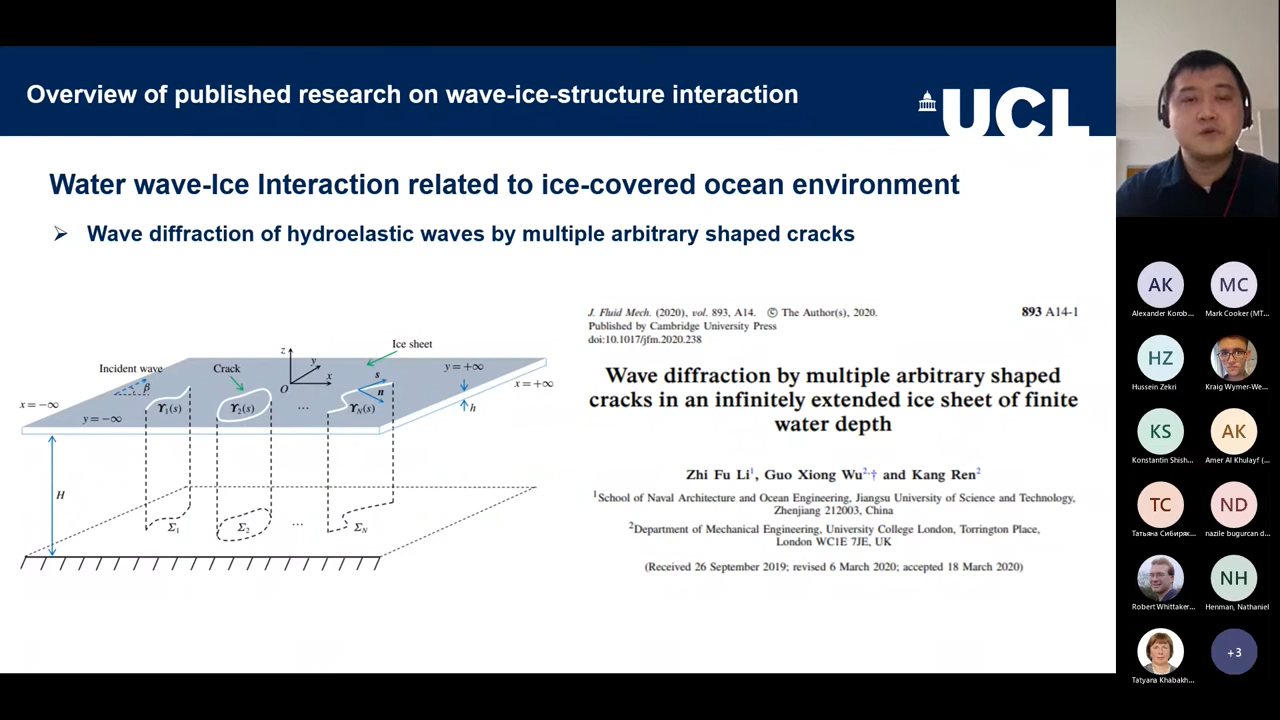 Overview of published research on wave-ice-structure interaction
UCL
Water wave-Ice Interaction related to ice-covered ocean environment
➢ Wave diffraction of hydroelastic waves by multiple arbitrary shaped cracks
z
Ice sheet
y
Incident wave
Crack
s
y=+∞
β
x
x=+∞
O
n
x=−∞
ϒ1(s)
ϒ2(s)
...
ϒN(s)
h
y=−∞
H
Σ1
Σ2
...
ΣN
J. Fluid Mech. (2020), vol. 893, A14. © The Author(s), 2020.
893 A14-1
Published by Cambridge University Press
doi:10.1017/jfm.2020.238
Wave diffraction by multiple arbitrary shaped
cracks in an infinitely extended ice sheet of finite
water depth
Zhi Fu Li1, Guo Xiong Wu2,† and Kang Ren2
1School of Naval Architecture and Ocean Engineering, Jiangsu University of Science and Technology,
Zhenjiang 212003, China
2Department of Mechanical Engineering, University College London, Torrington Place,
London WC1E 7JE, UK
(Received 26 September 2019; revised 6 March 2020; accepted 18 March 2020)
AK
MC
Alexander Korob...
Mark Cooker (MT...
HZ
Hussein Zekri
Kraig Wymer-We...
KS
AK
Konstantin Shish...
Amer Al Khulayf (...
TC
ND
Татьяна Сибиряк...
nazile bugurcan d...
NH
Robert Whittaker...
Henman, Nathaniel
+3
Tatyana Khabakh...